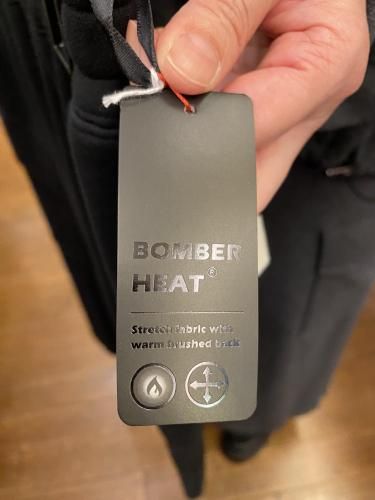 BOMBER
HEAT®
Stretch fabric with
warm brushed back